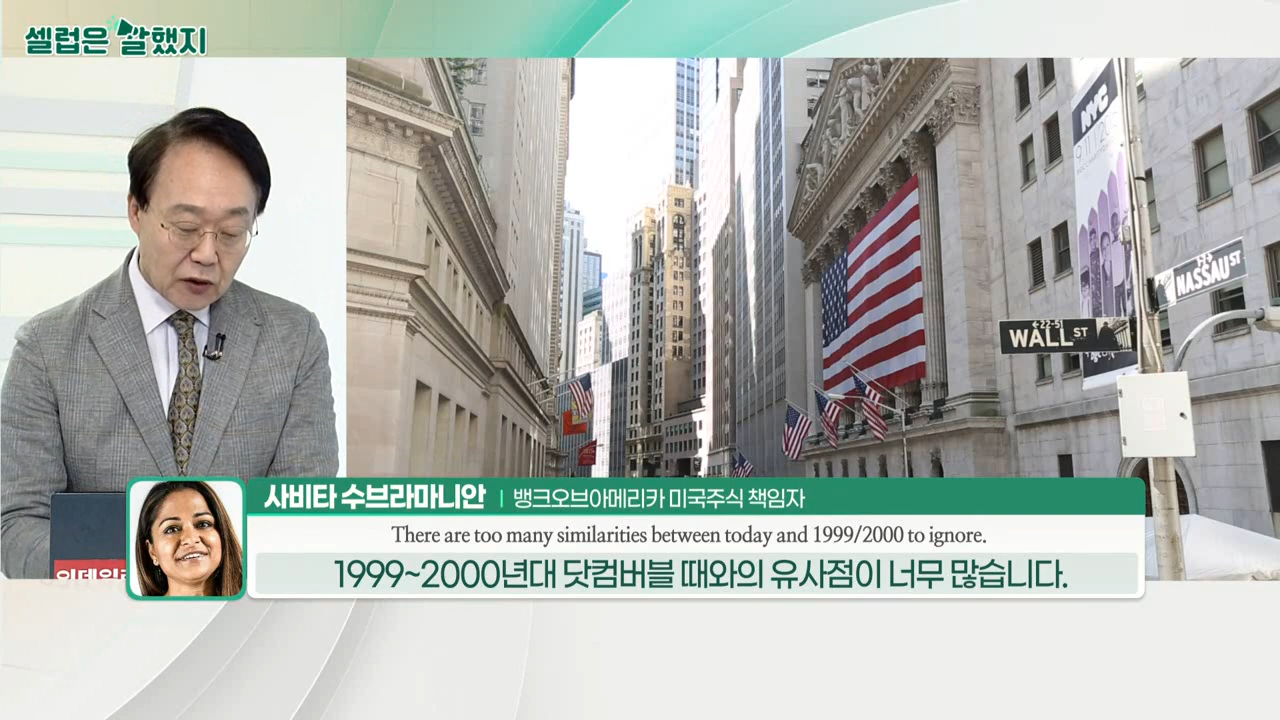 셀럽은 말했지
NYC
NASSAU ST
←22-5
WALL ST
사비타 수브라마니안 | 뱅크오브아메리카 미국주식 책임자
There are too many similarities between today and 1999/2000 to ignore.
1999~2000년대 닷컴버블 때와의 유사점이 너무 많습니다.